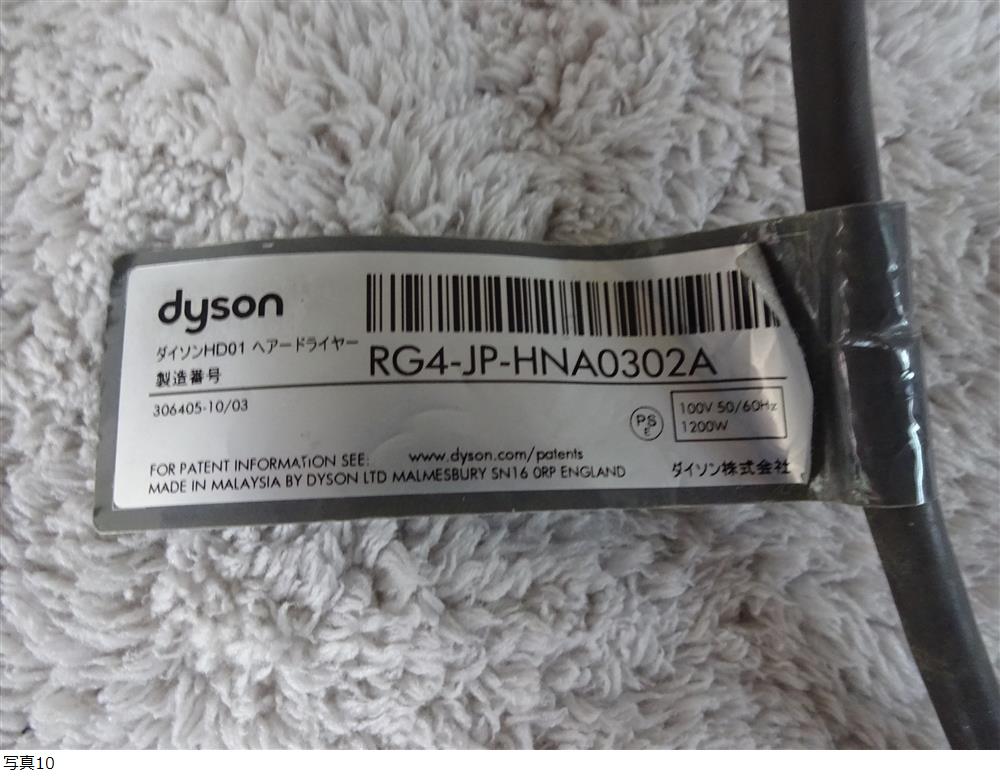 dyson
ダイソンHD01 ヘアードライヤー
製造番号
RG4-JP-HNA0302A
306405-10/03
PS
E
100V 50/60Hz
1200W
FOR PATENT INFORMATION SEE: www.dyson.com/patents
MADE IN MALAYSIA BY DYSON LTD MALMESBURY SN16 0RP ENGLAND
ダイソン株式会社
写真10